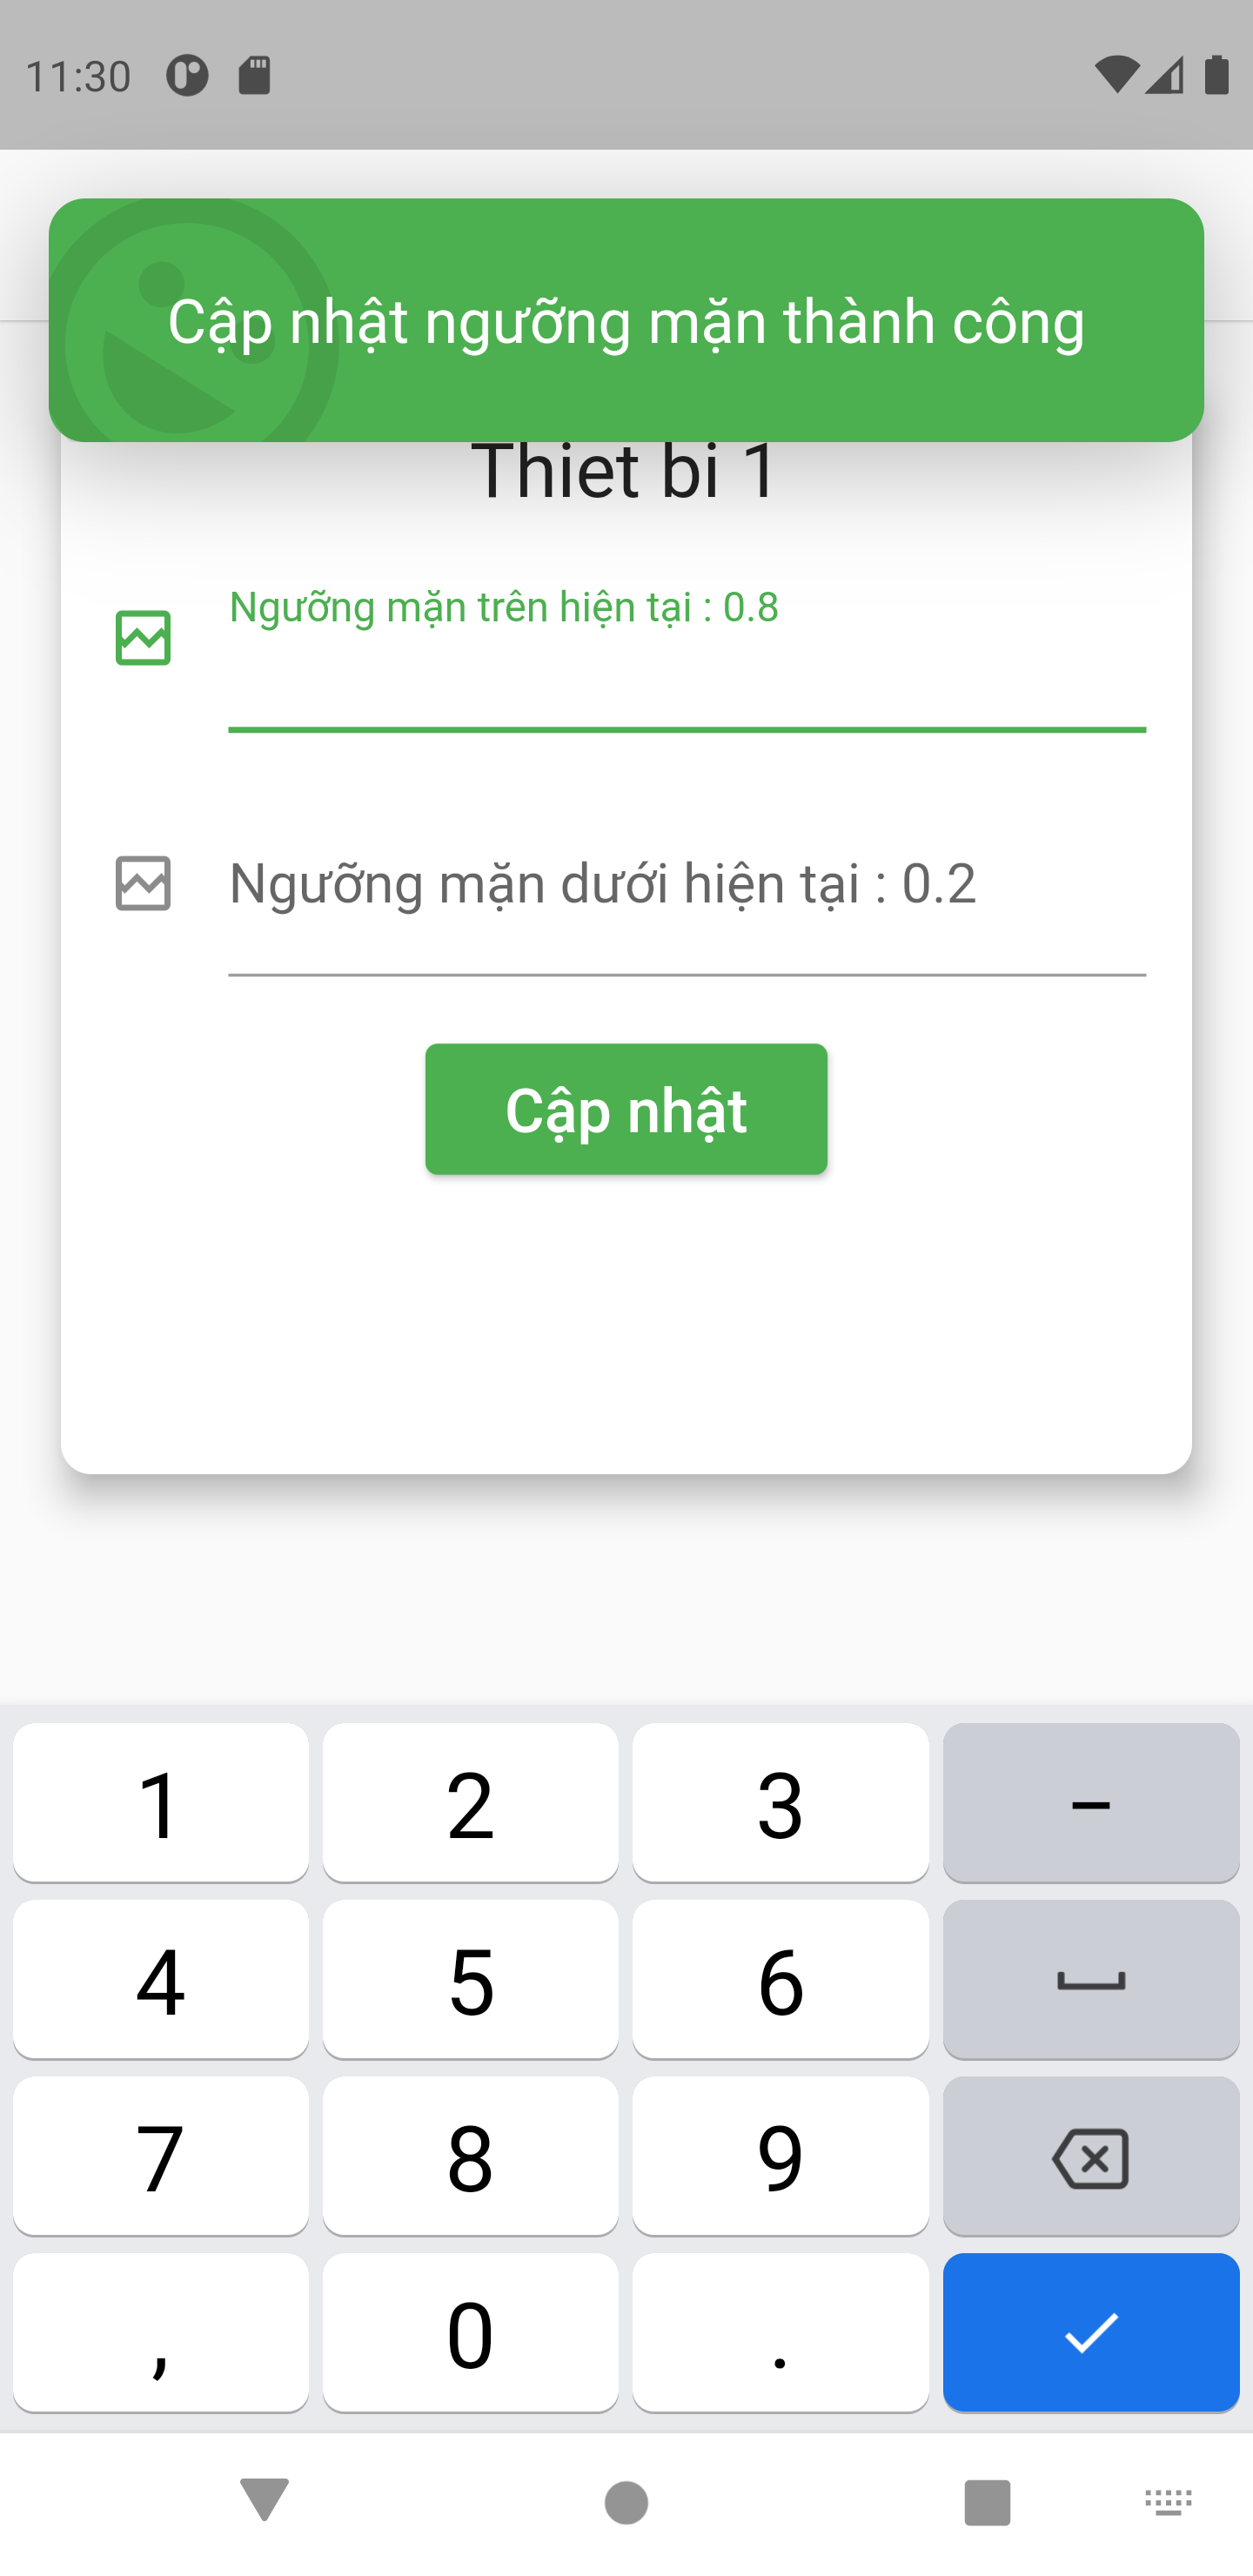 11:30
Cập nhật ngưỡng mặn thành công
Thiet bi 1
Ngưỡng mặn trên hiện tại : 0.8
Ngưỡng mặn dưới hiện tại : 0.2
Cập nhật
1 2 3 –
4 5 6
7 8 9
, 0 .